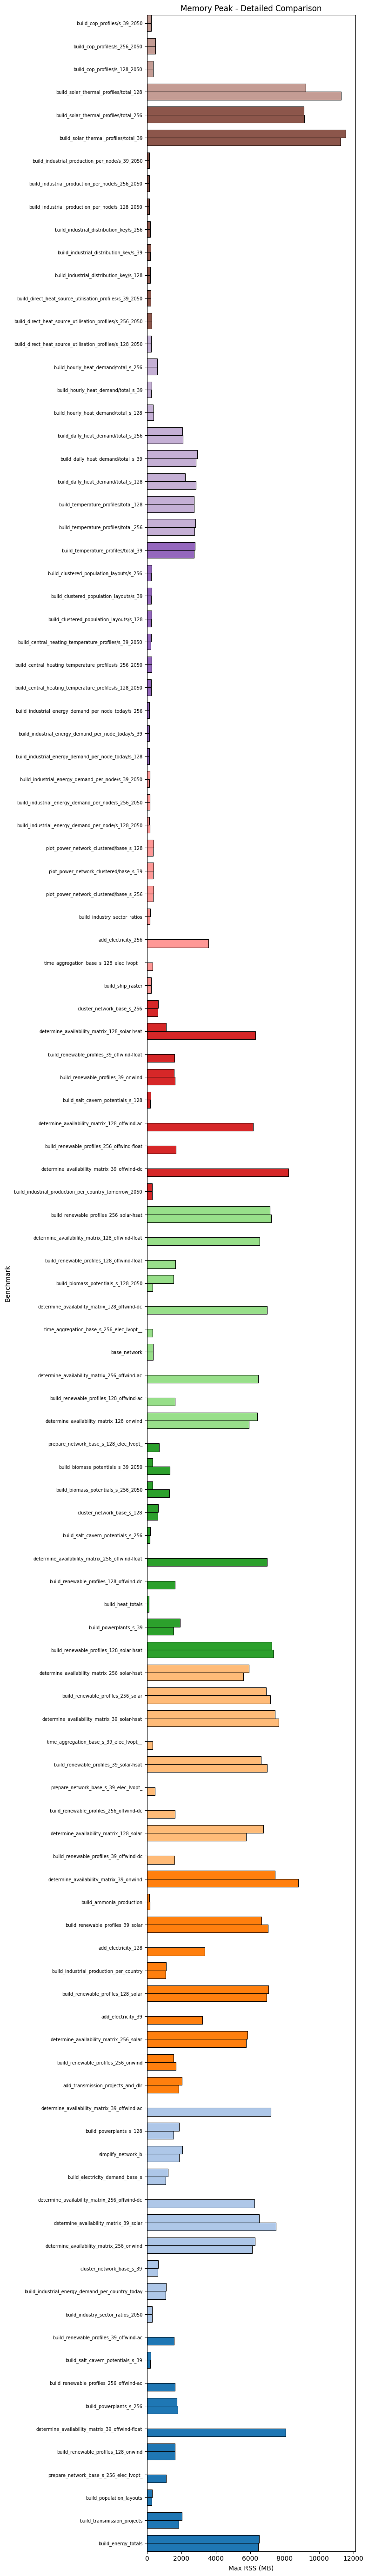 Memory Peak - Detailed Comparison
build_cop_profiles/s_39_2050
build_cop_profiles/s_256_2050
build_cop_profiles/s_128_2050
build_solar_thermal_profiles/total_128
build_solar_thermal_profiles/total_256
build_solar_thermal_profiles/total_39
build_industrial_production_per_node/s_39_2050
build_industrial_production_per_node/s_256_2050
build_industrial_production_per_node/s_128_2050
build_industrial_distribution_key/s_256
build_industrial_distribution_key/s_39
build_industrial_distribution_key/s_128
build_direct_heat_source_utilisation_profiles/s_39_2050
build_direct_heat_source_utilisation_profiles/s_256_2050
build_direct_heat_source_utilisation_profiles/s_128_2050
build_hourly_heat_demand/total_s_256
build_hourly_heat_demand/total_s_39
build_hourly_heat_demand/total_s_128
build_daily_heat_demand/total_s_256
build_daily_heat_demand/total_s_39
build_daily_heat_demand/total_s_128
build_temperature_profiles/total_128
build_temperature_profiles/total_256
build_temperature_profiles/total_39
build_clustered_population_layouts/s_256
build_clustered_population_layouts/s_39
build_clustered_population_layouts/s_128
build_central_heating_temperature_profiles/s_39_2050
build_central_heating_temperature_profiles/s_256_2050
build_central_heating_temperature_profiles/s_128_2050
build_industrial_energy_demand_per_node_today/s_256
build_industrial_energy_demand_per_node_today/s_39
build_industrial_energy_demand_per_node_today/s_128
build_industrial_energy_demand_per_node/s_39_2050
build_industrial_energy_demand_per_node/s_256_2050
build_industrial_energy_demand_per_node/s_128_2050
plot_power_network_clustered/base_s_128
plot_power_network_clustered/base_s_39
plot_power_network_clustered/base_s_256
build_industry_sector_ratios
add_electricity_256
time_aggregation_base_s_128_elec_lvopt__
build_ship_raster
cluster_network_base_s_256
determine_availability_matrix_128_solar-hsat
build_renewable_profiles_39_offwind-float
build_renewable_profiles_39_onwind
build_salt_cavern_potentials_s_128
determine_availability_matrix_128_offwind-ac
build_renewable_profiles_256_offwind-float
determine_availability_matrix_39_offwind-dc
build_industrial_production_per_country_tomorrow_2050
build_renewable_profiles_256_solar-hsat
determine_availability_matrix_128_offwind-float
build_renewable_profiles_128_offwind-float
build_biomass_potentials_s_128_2050
determine_availability_matrix_128_offwind-dc
time_aggregation_base_s_256_elec_lvopt__
base_network
determine_availability_matrix_256_offwind-ac
build_renewable_profiles_128_offwind-ac
determine_availability_matrix_128_onwind
prepare_network_base_s_128_elec_lvopt_
build_biomass_potentials_s_39_2050
build_biomass_potentials_s_256_2050
cluster_network_base_s_128
build_salt_cavern_potentials_s_256
determine_availability_matrix_256_offwind-float
build_renewable_profiles_128_offwind-dc
build_heat_totals
build_powerplants_s_39
build_renewable_profiles_128_solar-hsat
determine_availability_matrix_256_solar-hsat
build_renewable_profiles_256_solar
determine_availability_matrix_39_solar-hsat
time_aggregation_base_s_39_elec_lvopt__
build_renewable_profiles_39_solar-hsat
prepare_network_base_s_39_elec_lvopt_
build_renewable_profiles_256_offwind-dc
determine_availability_matrix_128_solar
build_renewable_profiles_39_offwind-dc
determine_availability_matrix_39_onwind
build_ammonia_production
build_renewable_profiles_39_solar
add_electricity_128
build_industrial_production_per_country
build_renewable_profiles_128_solar
add_electricity_39
determine_availability_matrix_256_solar
build_renewable_profiles_256_onwind
add_transmission_projects_and_dlr
determine_availability_matrix_39_offwind-ac
build_powerplants_s_128
simplify_network_b
build_electricity_demand_base_s
determine_availability_matrix_256_offwind-dc
determine_availability_matrix_39_solar
determine_availability_matrix_256_onwind
cluster_network_base_s_39
build_industrial_energy_demand_per_country_today
build_industry_sector_ratios_2050
build_renewable_profiles_39_offwind-ac
build_salt_cavern_potentials_s_39
build_renewable_profiles_256_offwind-ac
build_powerplants_s_256
determine_availability_matrix_39_offwind-float
build_renewable_profiles_128_onwind
prepare_network_base_s_256_elec_lvopt_
build_population_layouts
build_transmission_projects
build_energy_totals
Benchmark
0 2000 4000 6000 8000 10000 12000
Max RSS (MB)